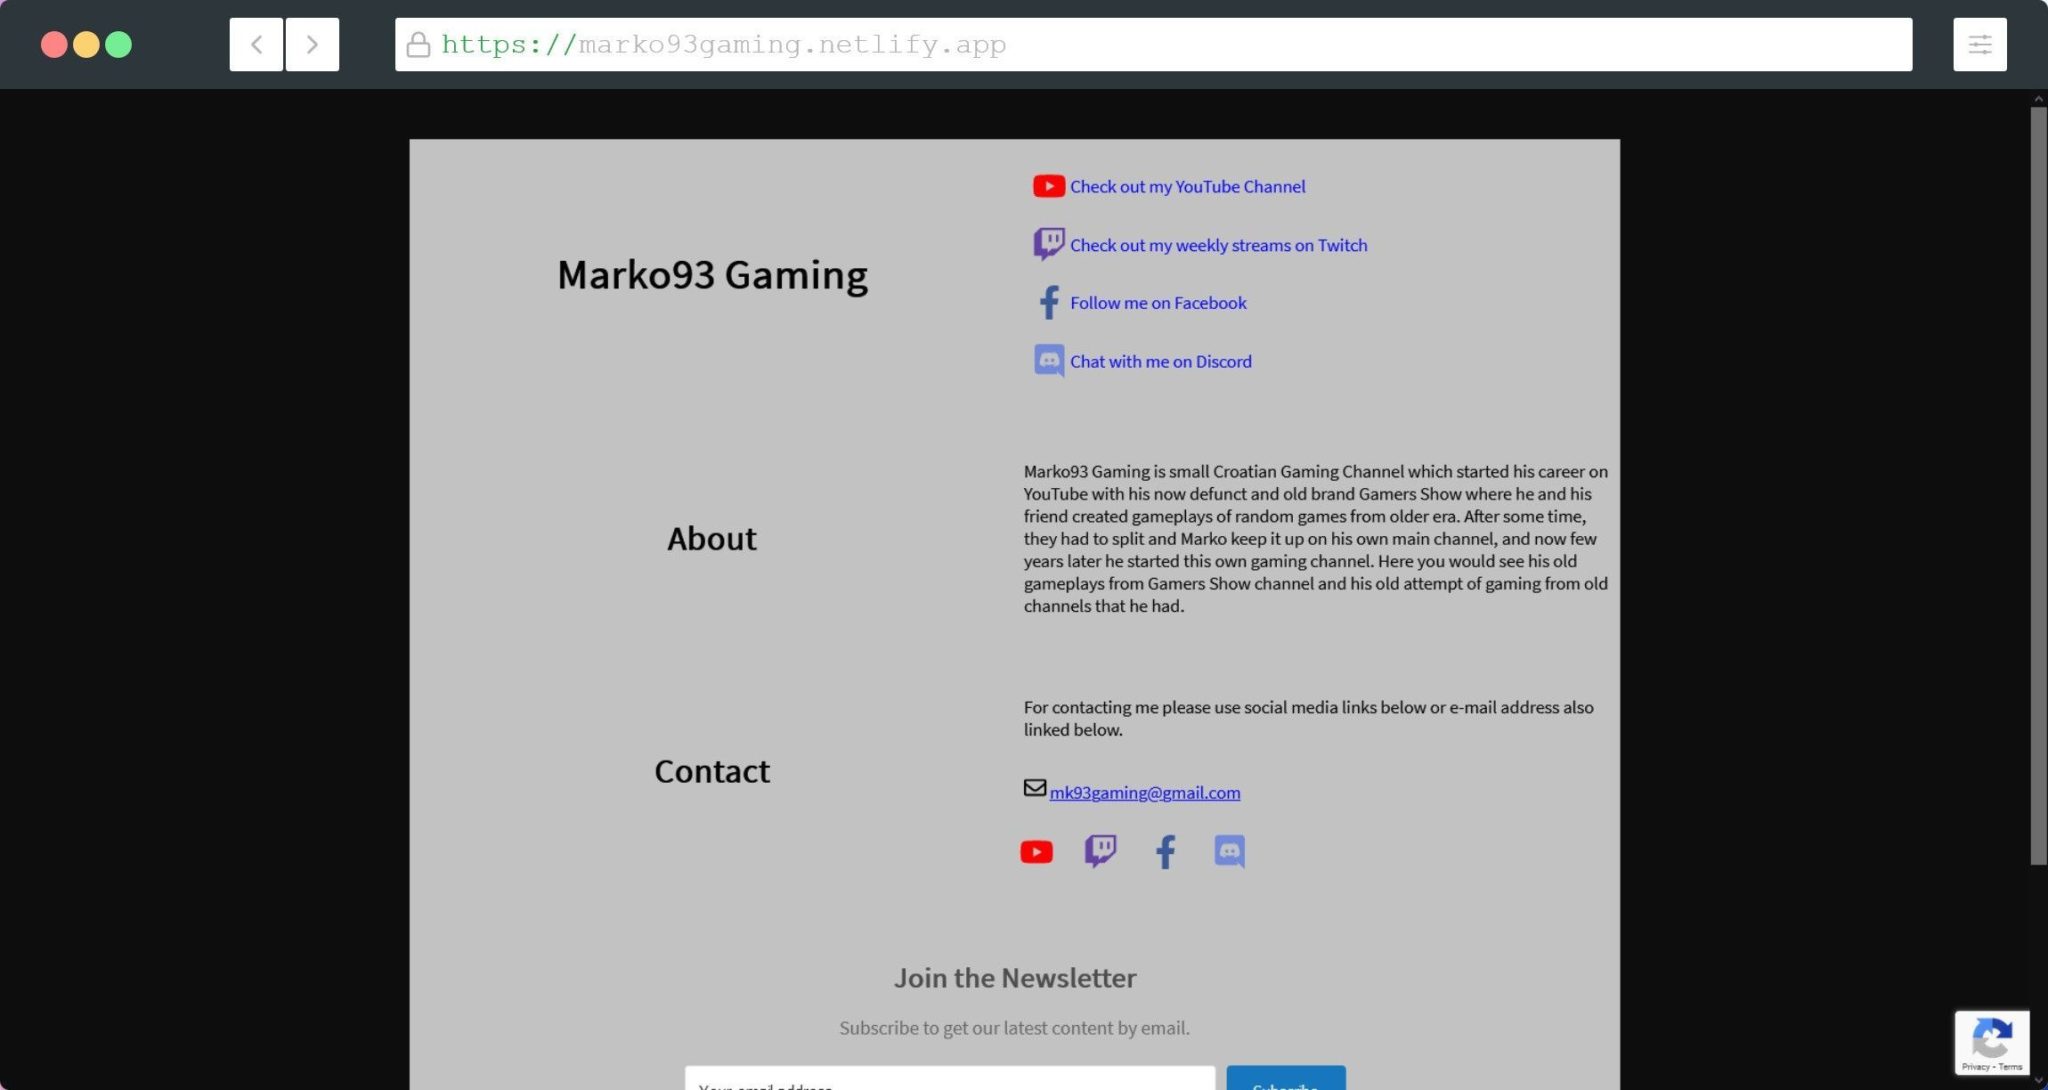 https://marko93gaming.netlify.app
Marko93 Gaming
Check out my YouTube Channel
Check out my weekly streams on Twitch
Follow me on Facebook
Chat with me on Discord
About
Marko93 Gaming is small Croatian Gaming Channel which started his career on
YouTube with his now defunct and old brand Gamers Show where he and his
friend created gameplays of random games from older era. After some time,
they had to split and Marko keep it up on his own main channel, and now few
years later he started this own gaming channel. Here you would see his old
gameplays from Gamers Show channel and his old attempt of gaming from old
channels that he had.
Contact
For contacting me please use social media links below or e-mail address also
linked below.
mk93gaming@gmail.com
Join the Newsletter
Subscribe to get our latest content by email.
Your email address
Subscribe
Privacy - Terms